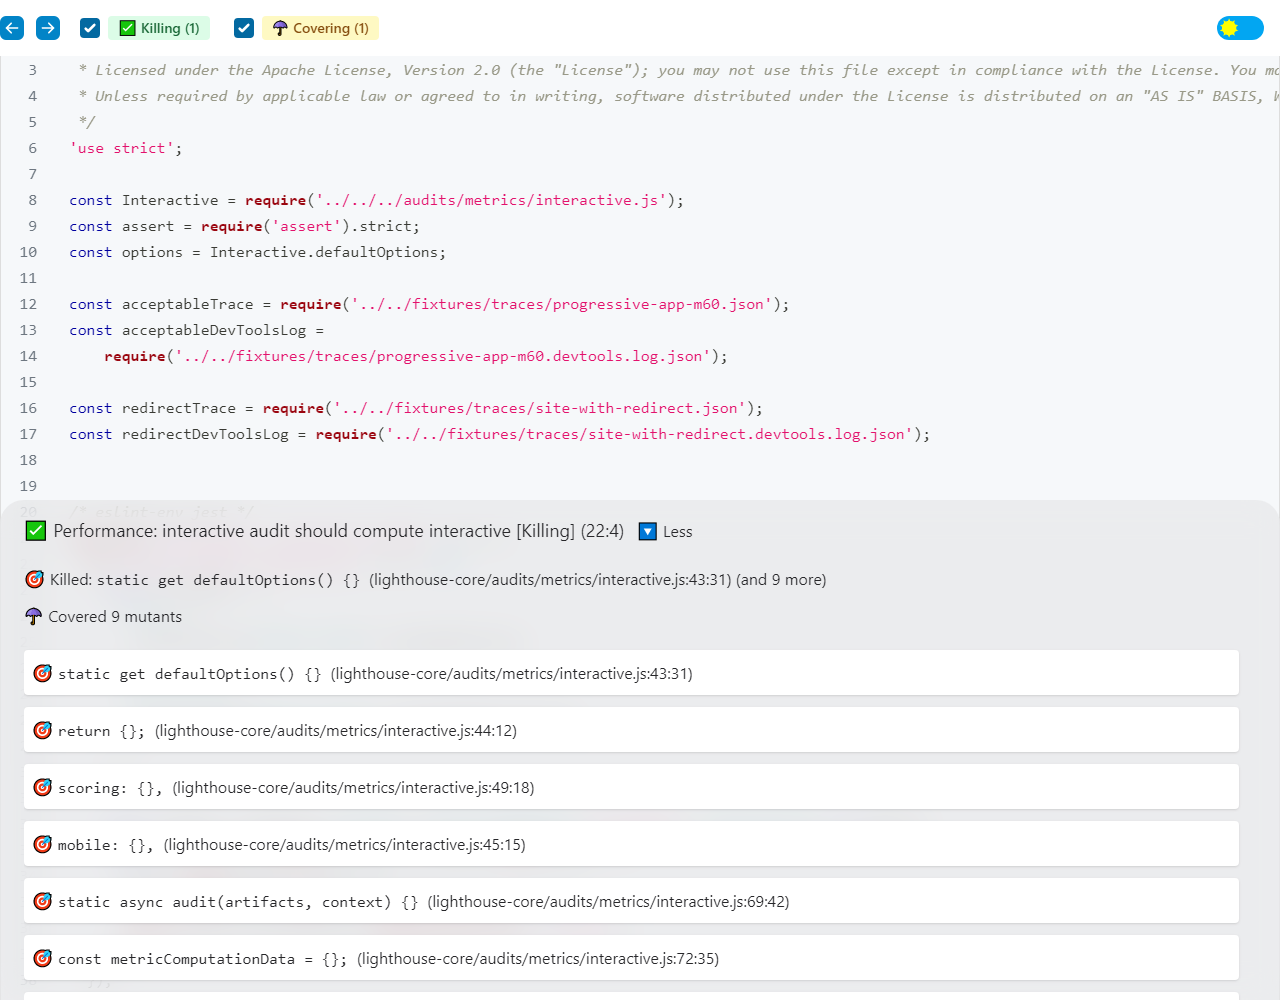 Killing (1) Covering (1)
3 * Licensed under the Apache License, Version 2.0 (the "License"); you may not use this file except in compliance with the License. You
4 * Unless required by applicable law or agreed to in writing, software distributed under the License is distributed on an "AS IS" BASIS,
5 */
6 'use strict';
7
8 const Interactive = require('../../../audits/metrics/interactive.js');
9 const assert = require('assert').strict;
10 const options = Interactive.defaultOptions;
11
12 const acceptableTrace = require('../../fixtures/traces/progressive-app-m60.json');
13 const acceptableDevToolsLog =
14 require('../../fixtures/traces/progressive-app-m60.devtools.log.json');
15
16 const redirectTrace = require('../../fixtures/traces/site-with-redirect.json');
17 const redirectDevToolsLog = require('../../fixtures/traces/site-with-redirect.devtools.log.json');
18
19
20 /* eslint-env jest */
Performance: interactive audit should compute interactive [Killing] (22:4) Less
Killed: static get defaultOptions() {} (lighthouse-core/audits/metrics/interactive.js:43:31) (and 9 more)
Covered 9 mutants
static get defaultOptions() {} (lighthouse-core/audits/metrics/interactive.js:43:31)
return {}; (lighthouse-core/audits/metrics/interactive.js:44:12)
scoring: {}, (lighthouse-core/audits/metrics/interactive.js:49:18)
mobile: {}, (lighthouse-core/audits/metrics/interactive.js:45:15)
static async audit(artifacts, context) {} (lighthouse-core/audits/metrics/interactive.js:69:42)
const metricComputationData = {}; (lighthouse-core/audits/metrics/interactive.js:72:35)